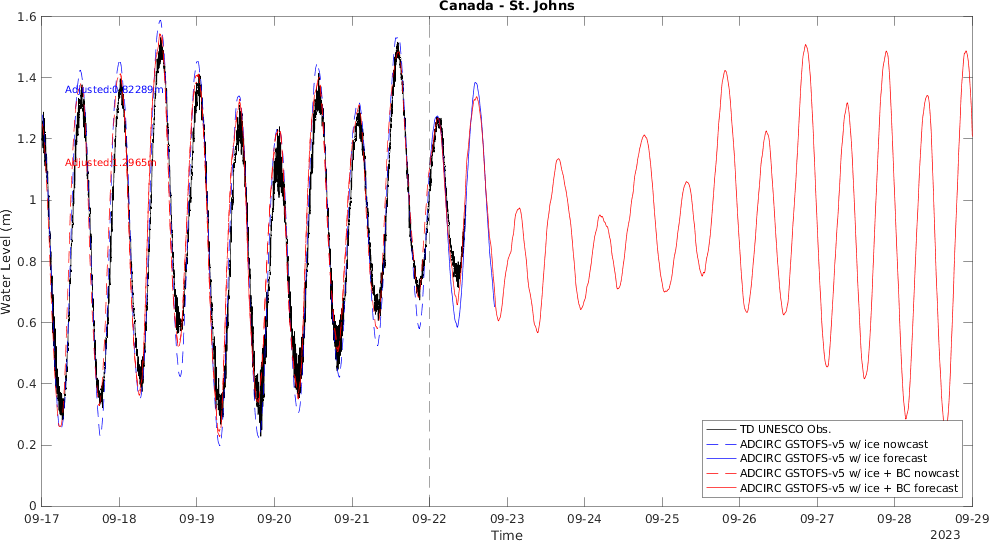 Canada - St. Johns
1.6
1.4
1.2
1
0.8
0.6
0.4
0.2
0
Water Level (m)
Adjusted:0.82289m
Adjusted:1.2965m
TD UNESCO Obs.
ADCIRC GSTOFS-v5 w/ ice nowcast
ADCIRC GSTOFS-v5 w/ ice forecast
ADCIRC GSTOFS-v5 w/ ice + BC nowcast
ADCIRC GSTOFS-v5 w/ ice + BC forecast
09-17 09-18 09-19 09-20 09-21 09-22 09-23 09-24 09-25 09-26 09-27 09-28 09-29
Time
2023